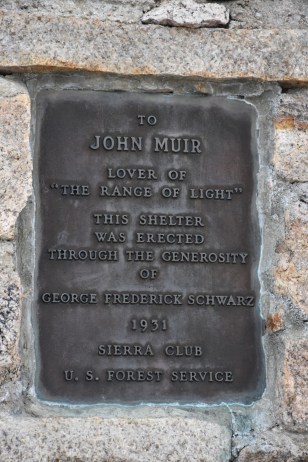 TO
JOHN MUIR
LOVER OF
"THE RANGE OF LIGHT"
THIS SHELTER
WAS ERECTED
THROUGH THE GENEROSITY
OF
GEORGE FREDERICK SCHWARZ
1931
SIERRA CLUB
U. S. FOREST SERVICE